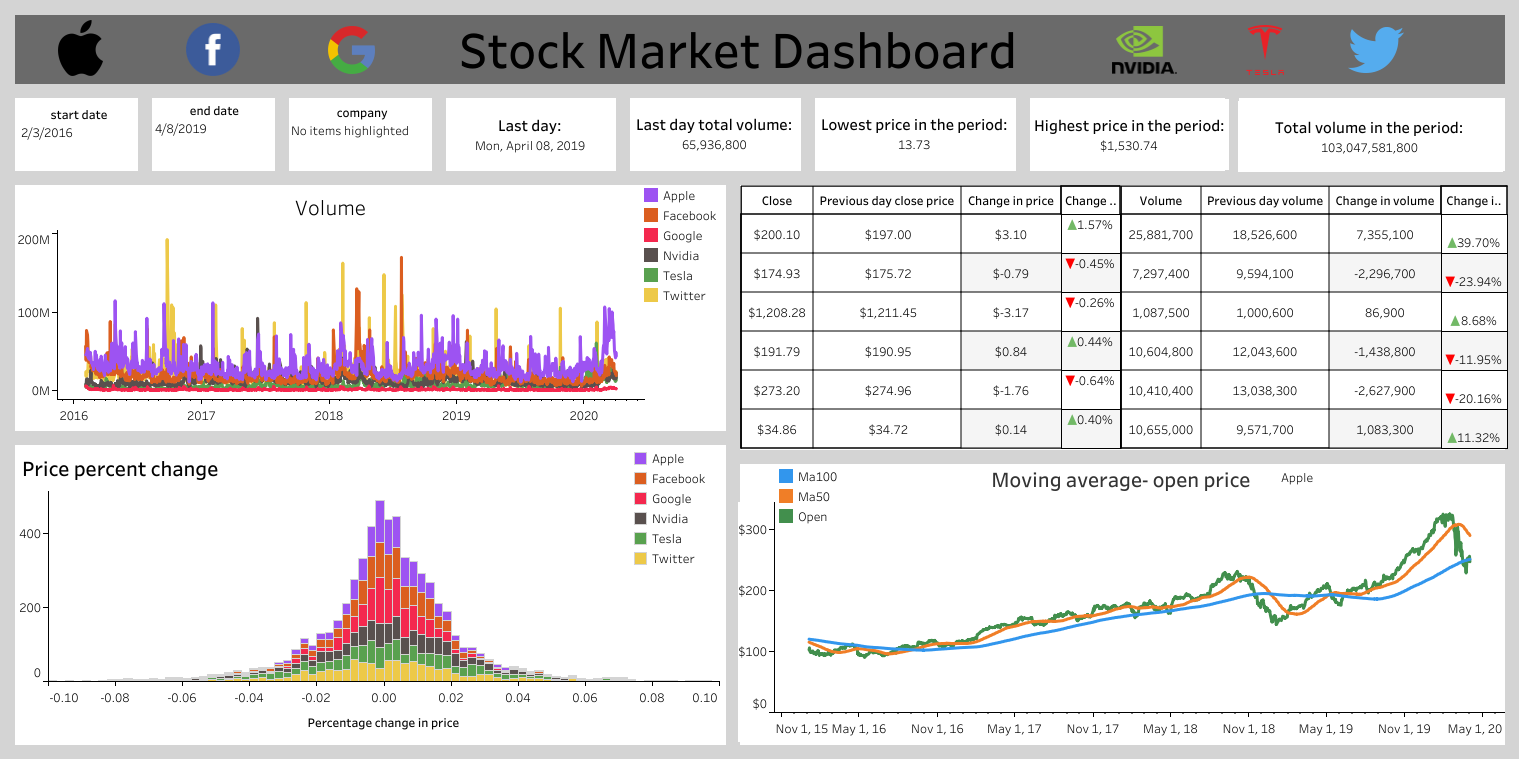 Stock Market Dashboard
NVIDIA.
TESLA
start date
2/3/2016
end date
4/8/2019
company
No items highlighted
Last day:
Mon, April 08, 2019
Last day total volume:
65,936,800
Lowest price in the period:
13.73
Highest price in the period:
$1,530.74
Total volume in the period:
103,047,581,800
Volume
Apple
Facebook
Google
Nvidia
Tesla
Twitter
200M
100M
0M
2016 2017 2018 2019 2020
Close Previous day close price Change in price Change .. Volume Previous day volume Change in volume Change i..
$200.10 $197.00 $3.10 ▲1.57% 25,881,700 18,526,600 7,355,100 ▲39.70%
$174.93 $175.72 $-0.79 ▼-0.45% 7,297,400 9,594,100 -2,296,700 ▼-23.94%
$1,208.28 $1,211.45 $-3.17 ▼-0.26% 1,087,500 1,000,600 86,900 ▲8.68%
$191.79 $190.95 $0.84 ▲0.44% 10,604,800 12,043,600 -1,438,800 ▼-11.95%
$273.20 $274.96 $-1.76 ▼-0.64% 10,410,400 13,038,300 -2,627,900 ▼-20.16%
$34.86 $34.72 $0.14 ▲0.40% 10,655,000 9,571,700 1,083,300 ▲11.32%
Price percent change
Apple
Facebook
Google
Nvidia
Tesla
Twitter
400
200
0
-0.10 -0.08 -0.06 -0.04 -0.02 0.00 0.02 0.04 0.06 0.08 0.10
Percentage change in price
Ma100
Ma50
Open
Moving average- open price Apple
$300
$200
$100
$0
Nov 1, 15 May 1, 16 Nov 1, 16 May 1, 17 Nov 1, 17 May 1, 18 Nov 1, 18 May 1, 19 Nov 1, 19 May 1, 20